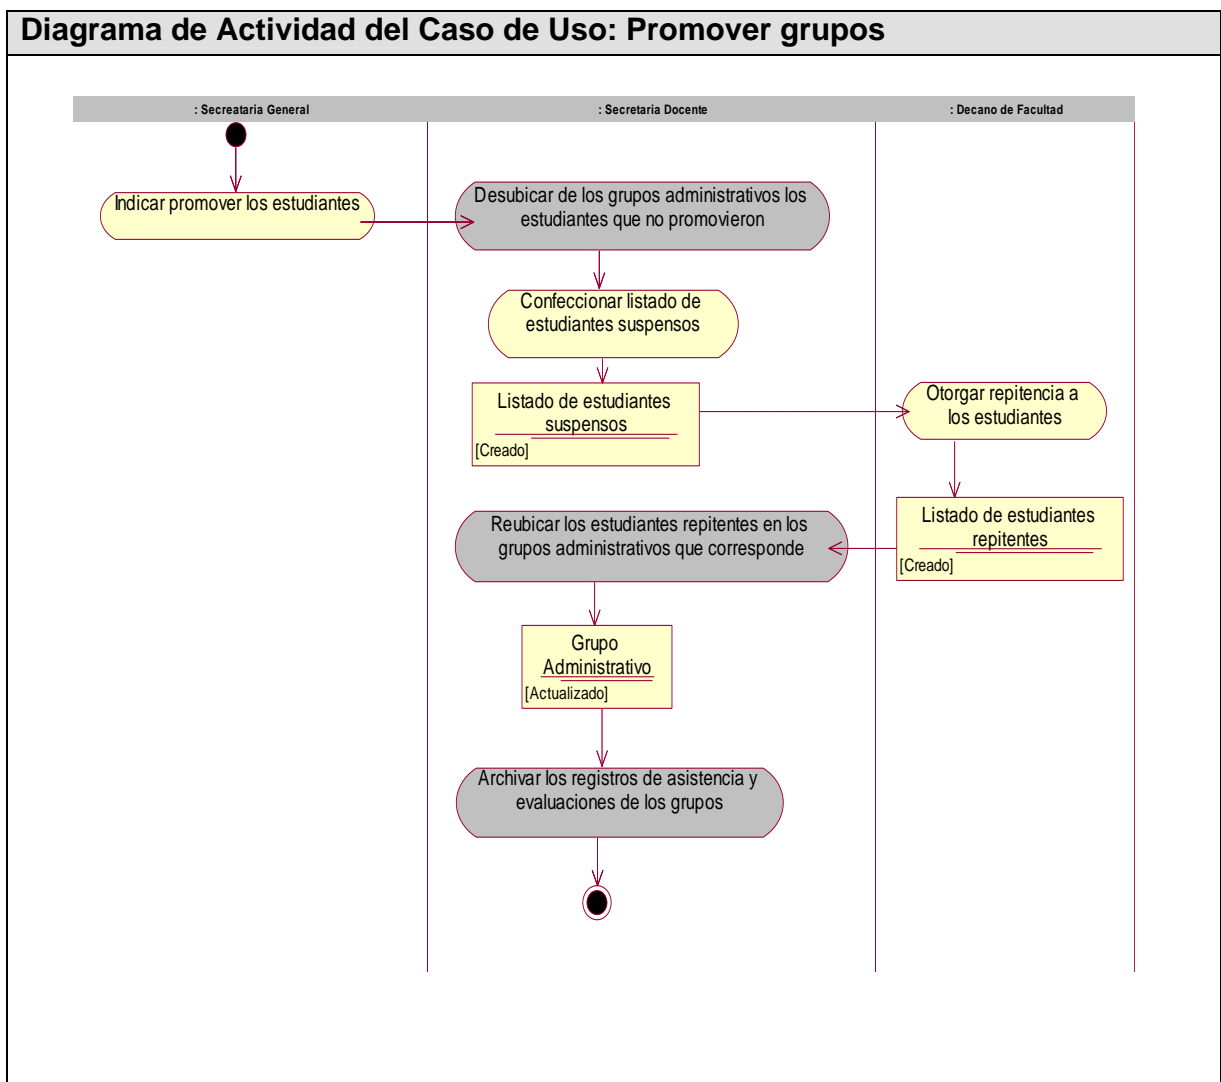 Diagrama de Actividad del Caso de Uso: Promover grupos
: Secreataria General
: Secretaria Docente
: Decano de Facultad
Indicar promover los estudiantes
Desubicar de los grupos administrativos los
estudiantes que no promovieron
Confeccionar listado de
estudiantes suspensos
Listado de estudiantes
suspensos
[Creado]
Otorgar repitencia a
los estudiantes
Listado de estudiantes
repitentes
[Creado]
Reubicar los estudiantes repitentes en los
grupos administrativos que corresponde
Grupo
Administrativo
[Actualizado]
Archivar los registros de asistencia y
evaluaciones de los grupos